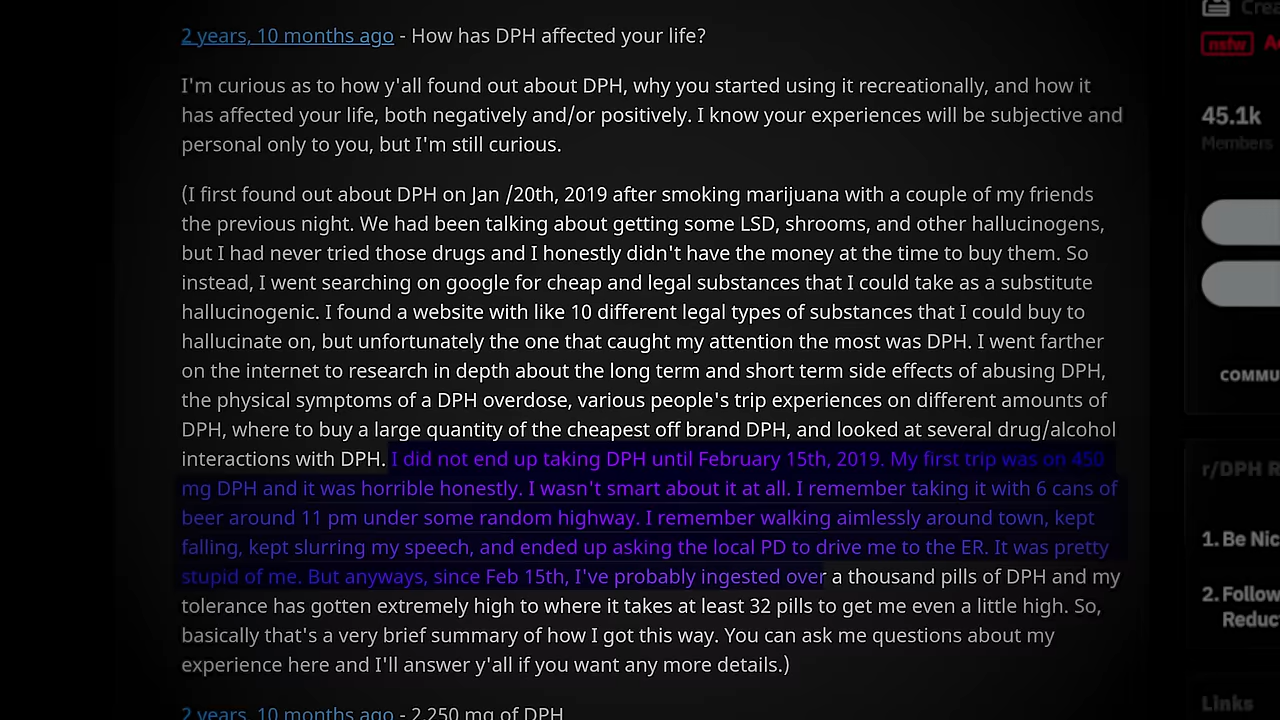 2 years, 10 months ago - How has DPH affected your life?
I'm curious as to how y'all found out about DPH, why you started using it recreationally, and how it
has affected your life, both negatively and/or positively. I know your experiences will be subjective and
personal only to you, but I'm still curious.
(I first found out about DPH on Jan /20th, 2019 after smoking marijuana with a couple of my friends
the previous night. We had been talking about getting some LSD, shrooms, and other hallucinogens,
but I had never tried those drugs and I honestly didn't have the money at the time to buy them. So
instead, I went searching on google for cheap and legal substances that I could take as a substitute
hallucinogenic. I found a website with like 10 different legal types of substances that I could buy to
hallucinate on, but unfortunately the one that caught my attention the most was DPH. I went farther
on the internet to research in depth about the long term and short term side effects of abusing DPH,
the physical symptoms of a DPH overdose, various people's trip experiences on different amounts of
DPH, where to buy a large quantity of the cheapest off brand DPH, and looked at several drug/alcohol
interactions with DPH. I did not end up taking DPH until February 15th, 2019. My first trip was on 450
mg DPH and it was horrible honestly. I wasn't smart about it at all. I remember taking it with 6 cans of
beer around 11 pm under some random highway. I remember walking aimlessly around town, kept
falling, kept slurring my speech, and ended up asking the local PD to drive me to the ER. It was pretty
stupid of me. But anyways, since Feb 15th, I've probably ingested over a thousand pills of DPH and my
tolerance has gotten extremely high to where it takes at least 32 pills to get me even a little high. So,
basically that's a very brief summary of how I got this way. You can ask me questions about my
experience here and I'll answer y'all if you want any more details.)
2 years, 10 months ago - 2,250 mg of DPH
Crea
nsfw A
45.1k
Members
COMMU
r/DPH R
1. Be Nic
2. Follow
Reduc
Links